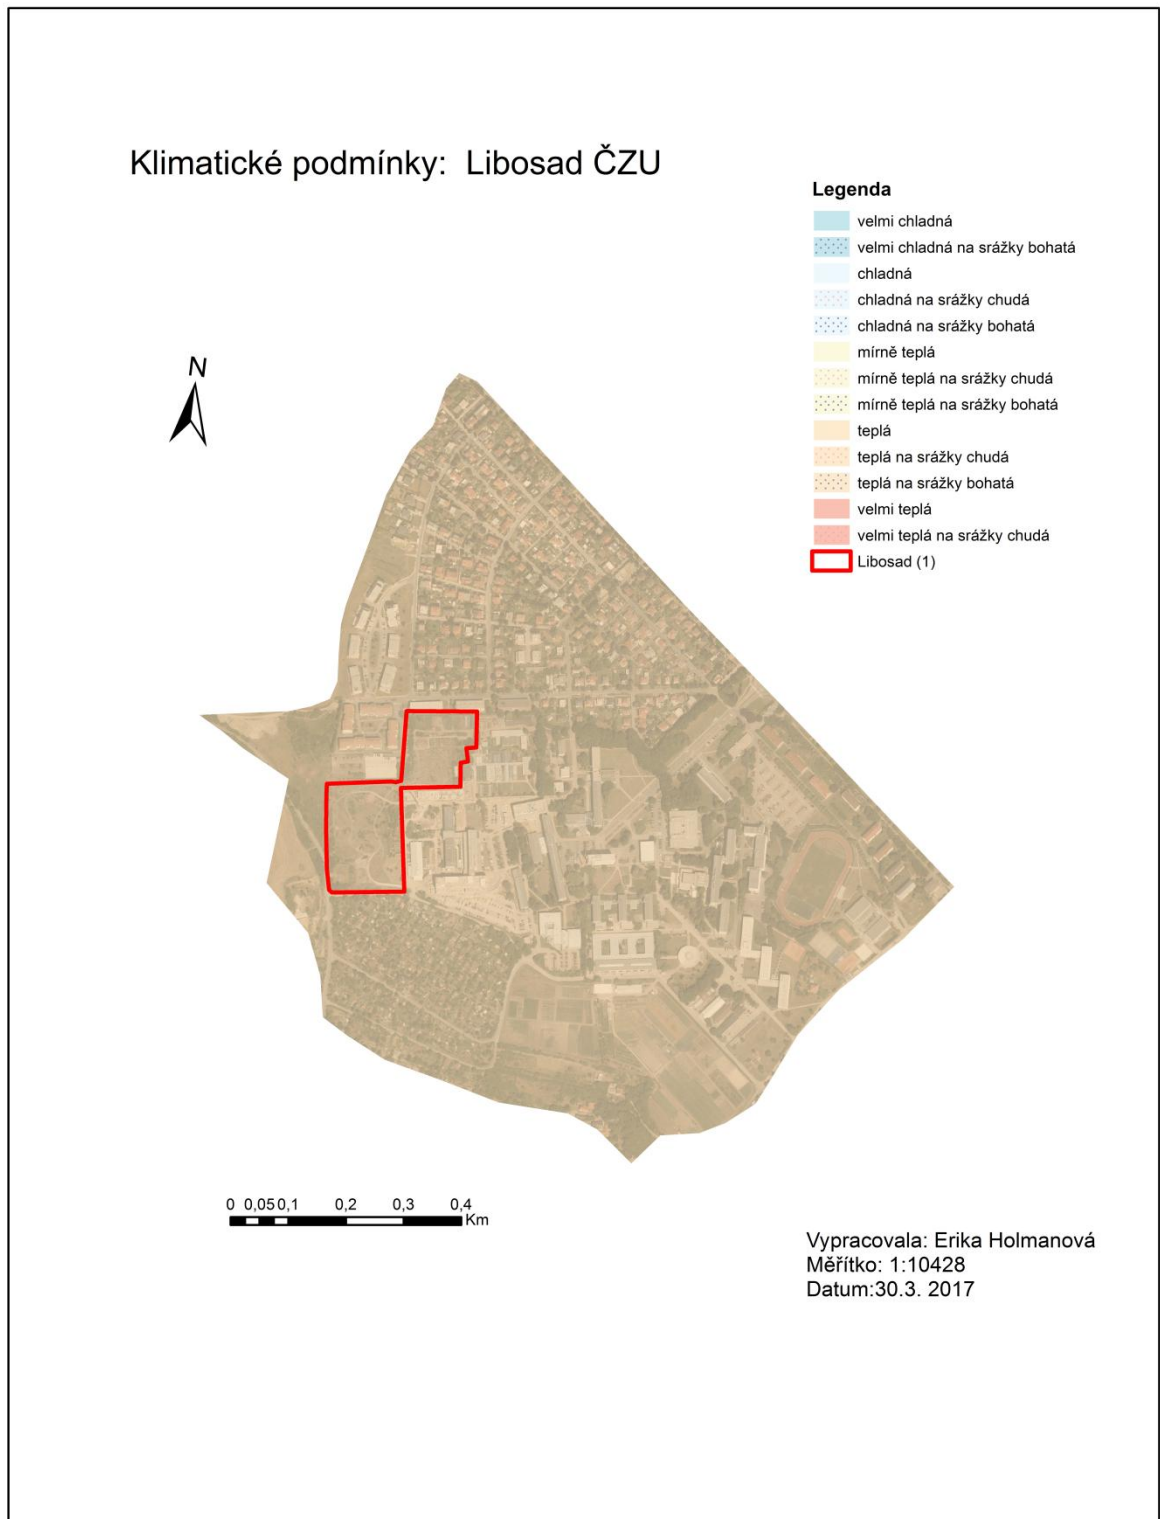 Klimatické podmínky:  Libosad ČZU
Legenda
velmi chladná
velmi chladná na srážky bohatá
chladná
chladná na srážky chudá
chladná na srážky bohatá
mírně teplá
mírně teplá na srážky chudá
mírně teplá na srážky bohatá
teplá
teplá na srážky chudá
teplá na srážky bohatá
velmi teplá
velmi teplá na srážky chudá
Libosad (1)
N
0 0,05 0,1 0,2 0,3 0,4
Km
Vypracovala: Erika Holmanová
Měřítko: 1:10428
Datum:30.3. 2017